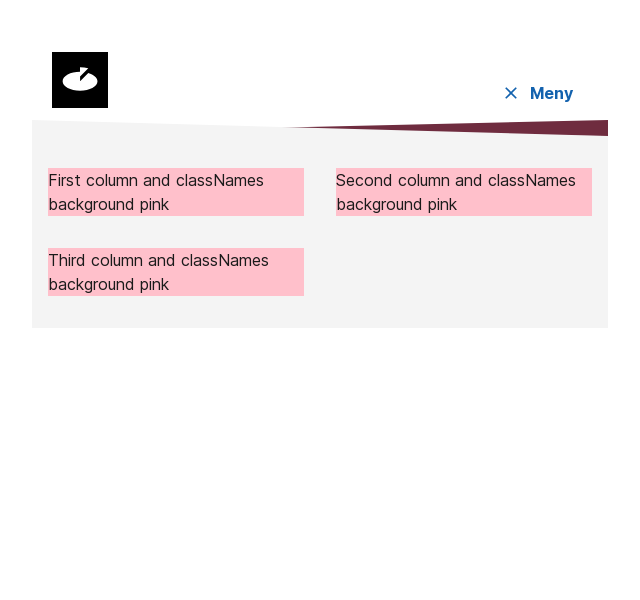 Meny
First column and classNames
background pink
Second column and classNames
background pink
Third column and classNames
background pink